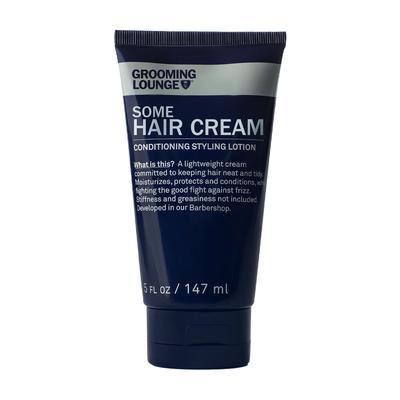 GROOMING
LOUNGE
SOME
HAIR CREAM
CONDITIONING STYLING LOTION
What is this? A lightweight cream
committed to keeping hair neat and tidy.
Moisturizes, protects and conditions,
fighting the good fight against frizz.
Stiffness and greasiness not included.
Developed in our Barbershop.
5 FL OZ / 147 ml